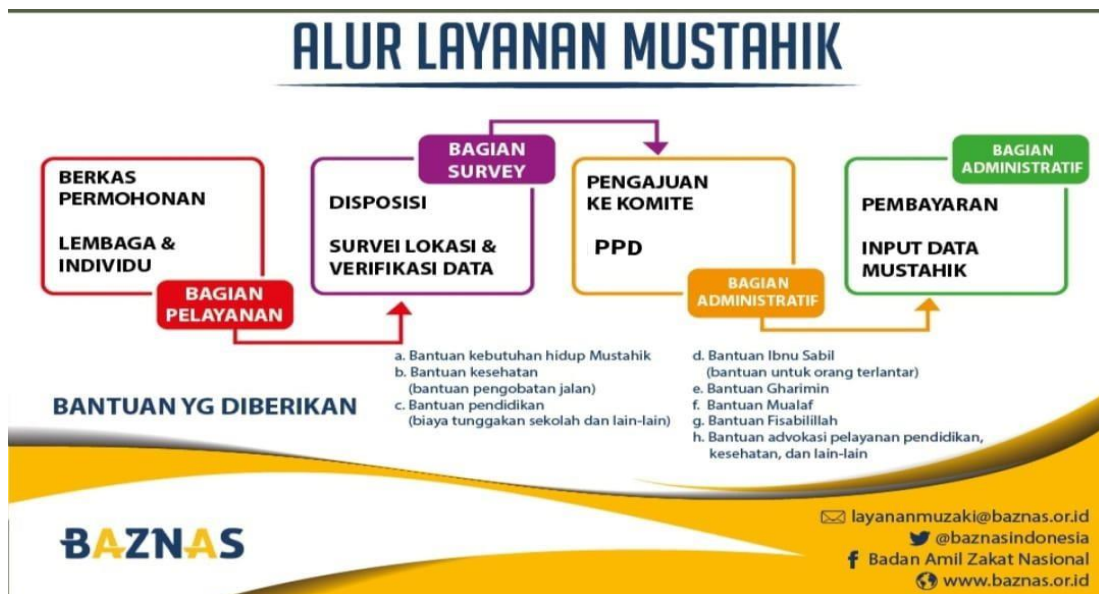 ALUR LAYANAN MUSTAHIK
BERKAS
PERMOHONAN
LEMBAGA &
INDIVIDU
BAGIAN
PELAYANAN
BAGIAN
SURVEY
DISPOSISI
SURVEI LOKASI &
VERIFIKASI DATA
PENGAJUAN
KE KOMITE
PPD
BAGIAN
ADMINISTRATIF
BAGIAN
ADMINISTRATIF
PEMBAYARAN
INPUT DATA
MUSTAHIK
BANTUAN YG DIBERIKAN
a. Bantuan kebutuhan hidup Mustahik
b. Bantuan kesehatan
(bantuan pengobatan jalan)
c. Bantuan pendidikan
(biaya tunggakan sekolah dan lain-lain)
d. Bantuan Ibnu Sabil
(bantuan untuk orang terlantar)
e. Bantuan Gharimin
f. Bantuan Mualaf
g. Bantuan Fisabilillah
h. Bantuan advokasi pelayanan pendidikan,
kesehatan, dan lain-lain
BAZNAS
layananmuzaki@baznas.or.id
@baznasindonesia
Badan Amil Zakat Nasional
www.baznas.or.id